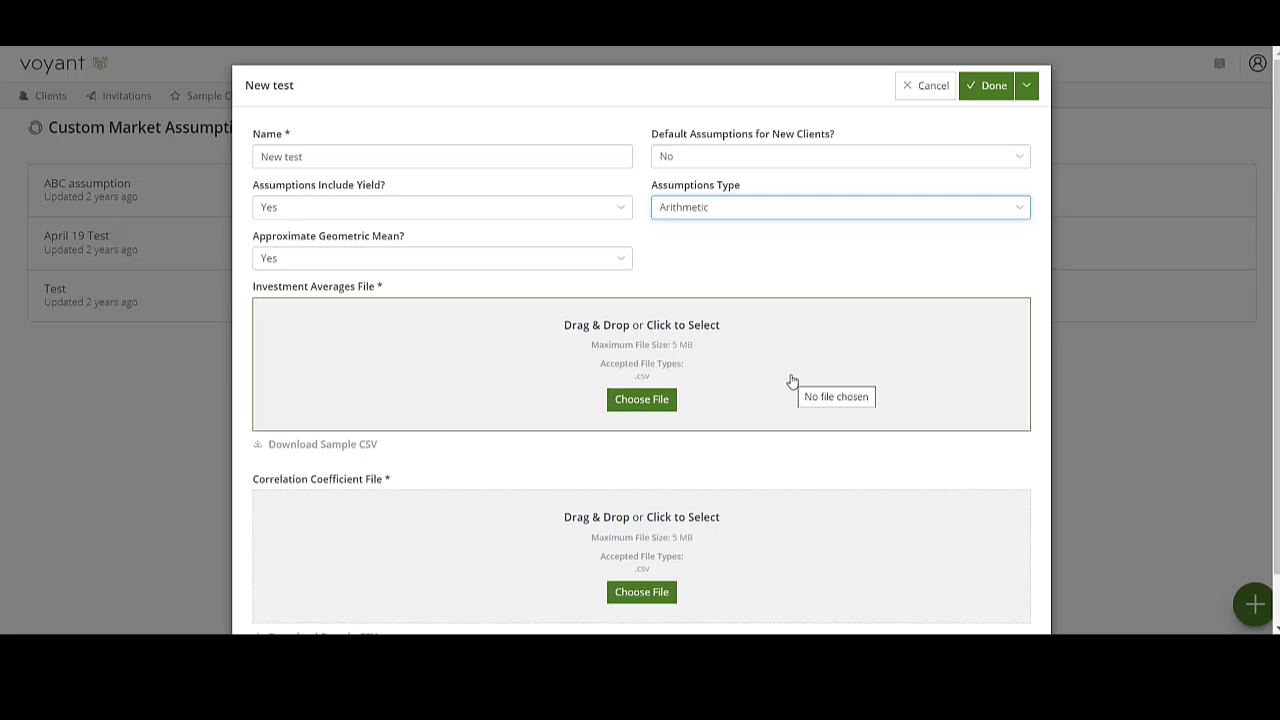 voyant
New test
Cancel
Done
Clients
Invitations
Sample C
Custom Market Assumpti
Name *
Default Assumptions for New Clients?
New test
No
ABC assumption
Updated 2 years ago
Assumptions Include Yield?
Assumptions Type
Yes
Arithmetic
April 19 Test
Updated 2 years ago
Approximate Geometric Mean?
Yes
Test
Updated 2 years ago
Investment Averages File *
Drag & Drop or Click to Select
Maximum File Size: 5 MB
Accepted File Types:
.csv
Choose File
No file chosen
Download Sample CSV
Correlation Coefficient File *
Drag & Drop or Click to Select
Maximum File Size: 5 MB
Accepted File Types:
.csv
Choose File